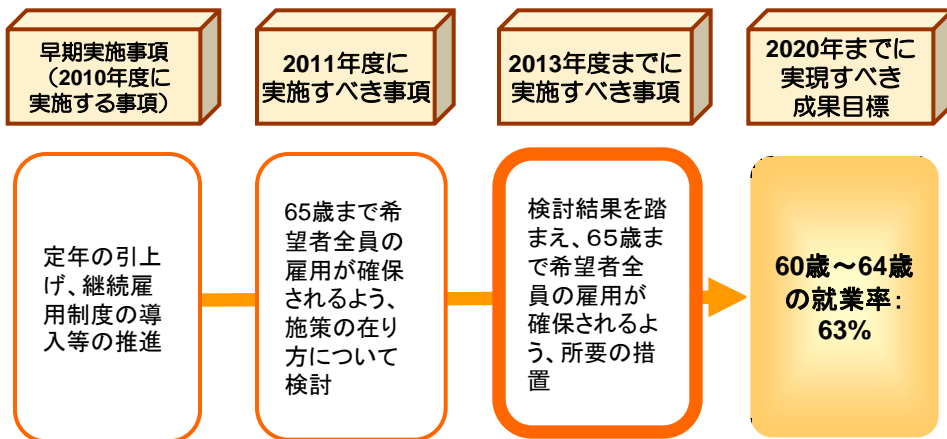 早期実施事項
（2010年度に
実施する事項）
2011年度に
実施すべき事項
2013年度までに
実施すべき事項
2020年までに
実現すべき
成果目標
定年の引上
げ、継続雇
用制度の導
入等の推進
65歳まで希
望者全員の
雇用が確保
されるよう、
施策の在り
方について
検討
検討結果を踏
まえ、６５歳ま
で希望者全
員の雇用が
確保されるよ
う、所要の措
置
60歳～64歳
の就業率：
63%